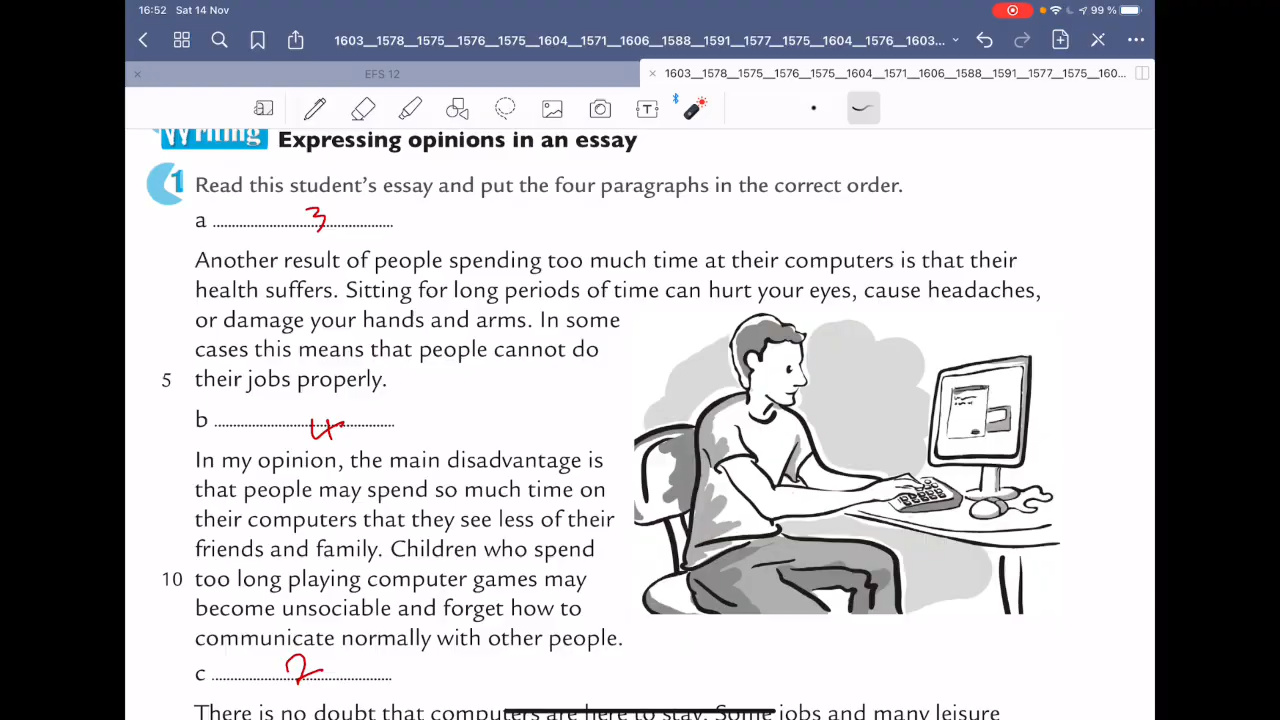 16:52 Sat 14 Nov
99 %
1603__1578__1575__1576__1575__1604__1571__1606__1588__1591__1577__1575__1604__1576__1603...
EFS 12
1603__1578__1575__1576__1575__1604__1571__1606__1588__1591__1577__1575__1604__1576__160...
T
Writing Expressing opinions in an essay
1 Read this student's essay and put the four paragraphs in the correct order.
a 3
Another result of people spending too much time at their computers is that their
health suffers. Sitting for long periods of time can hurt your eyes, cause headaches,
or damage your hands and arms. In some
cases this means that people cannot do
5 their jobs properly.
b 4
In my opinion, the main disadvantage is
that people may spend so much time on
their computers that they see less of their
friends and family. Children who spend
10 too long playing computer games may
become unsociable and forget how to
communicate normally with other people.
c 2
There is no doubt that computers are here to stay. Some jobs and many leisure